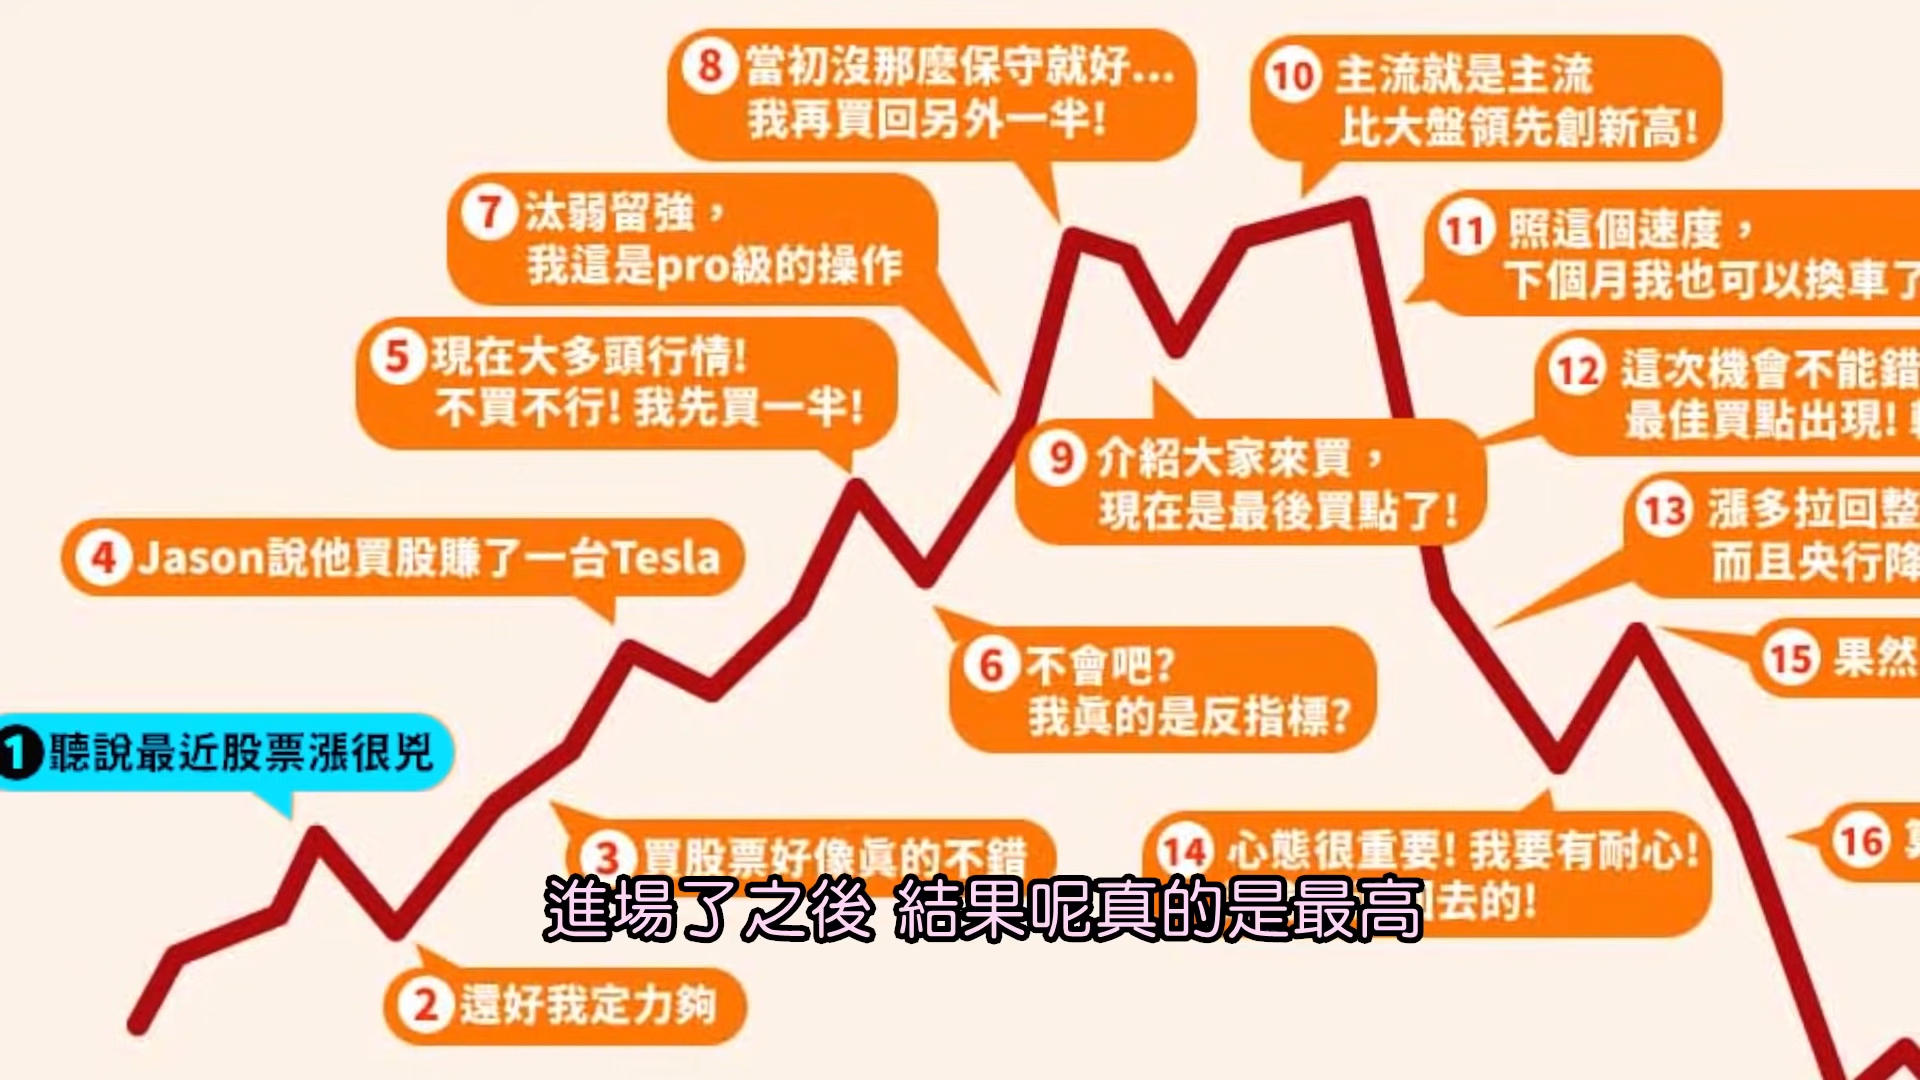 8 當初沒那麼保守就好...
我再買回另外一半!
10 主流就是主流
比大盤領先創新高!
7 汰弱留強，
我這是pro級的操作
11 照這個速度，
下個月我也可以換車了
5 現在大多頭行情!
不買不行! 我先買一半!
12 這次機會不能錯
最佳買點出現!
9 介紹大家來買，
現在是最後買點了!
13 漲多拉回整
而且央行降
4 Jason說他買股賺了一台Tesla
6 不會吧?
我真的是反指標?
15 果然
1 聽說最近股票漲很兇
3 買股票好像真的不錯
14 心態很重要! 我要有耐心!
去的!
16
進場了之後 結果呢真的是最高
2 還好我定力夠